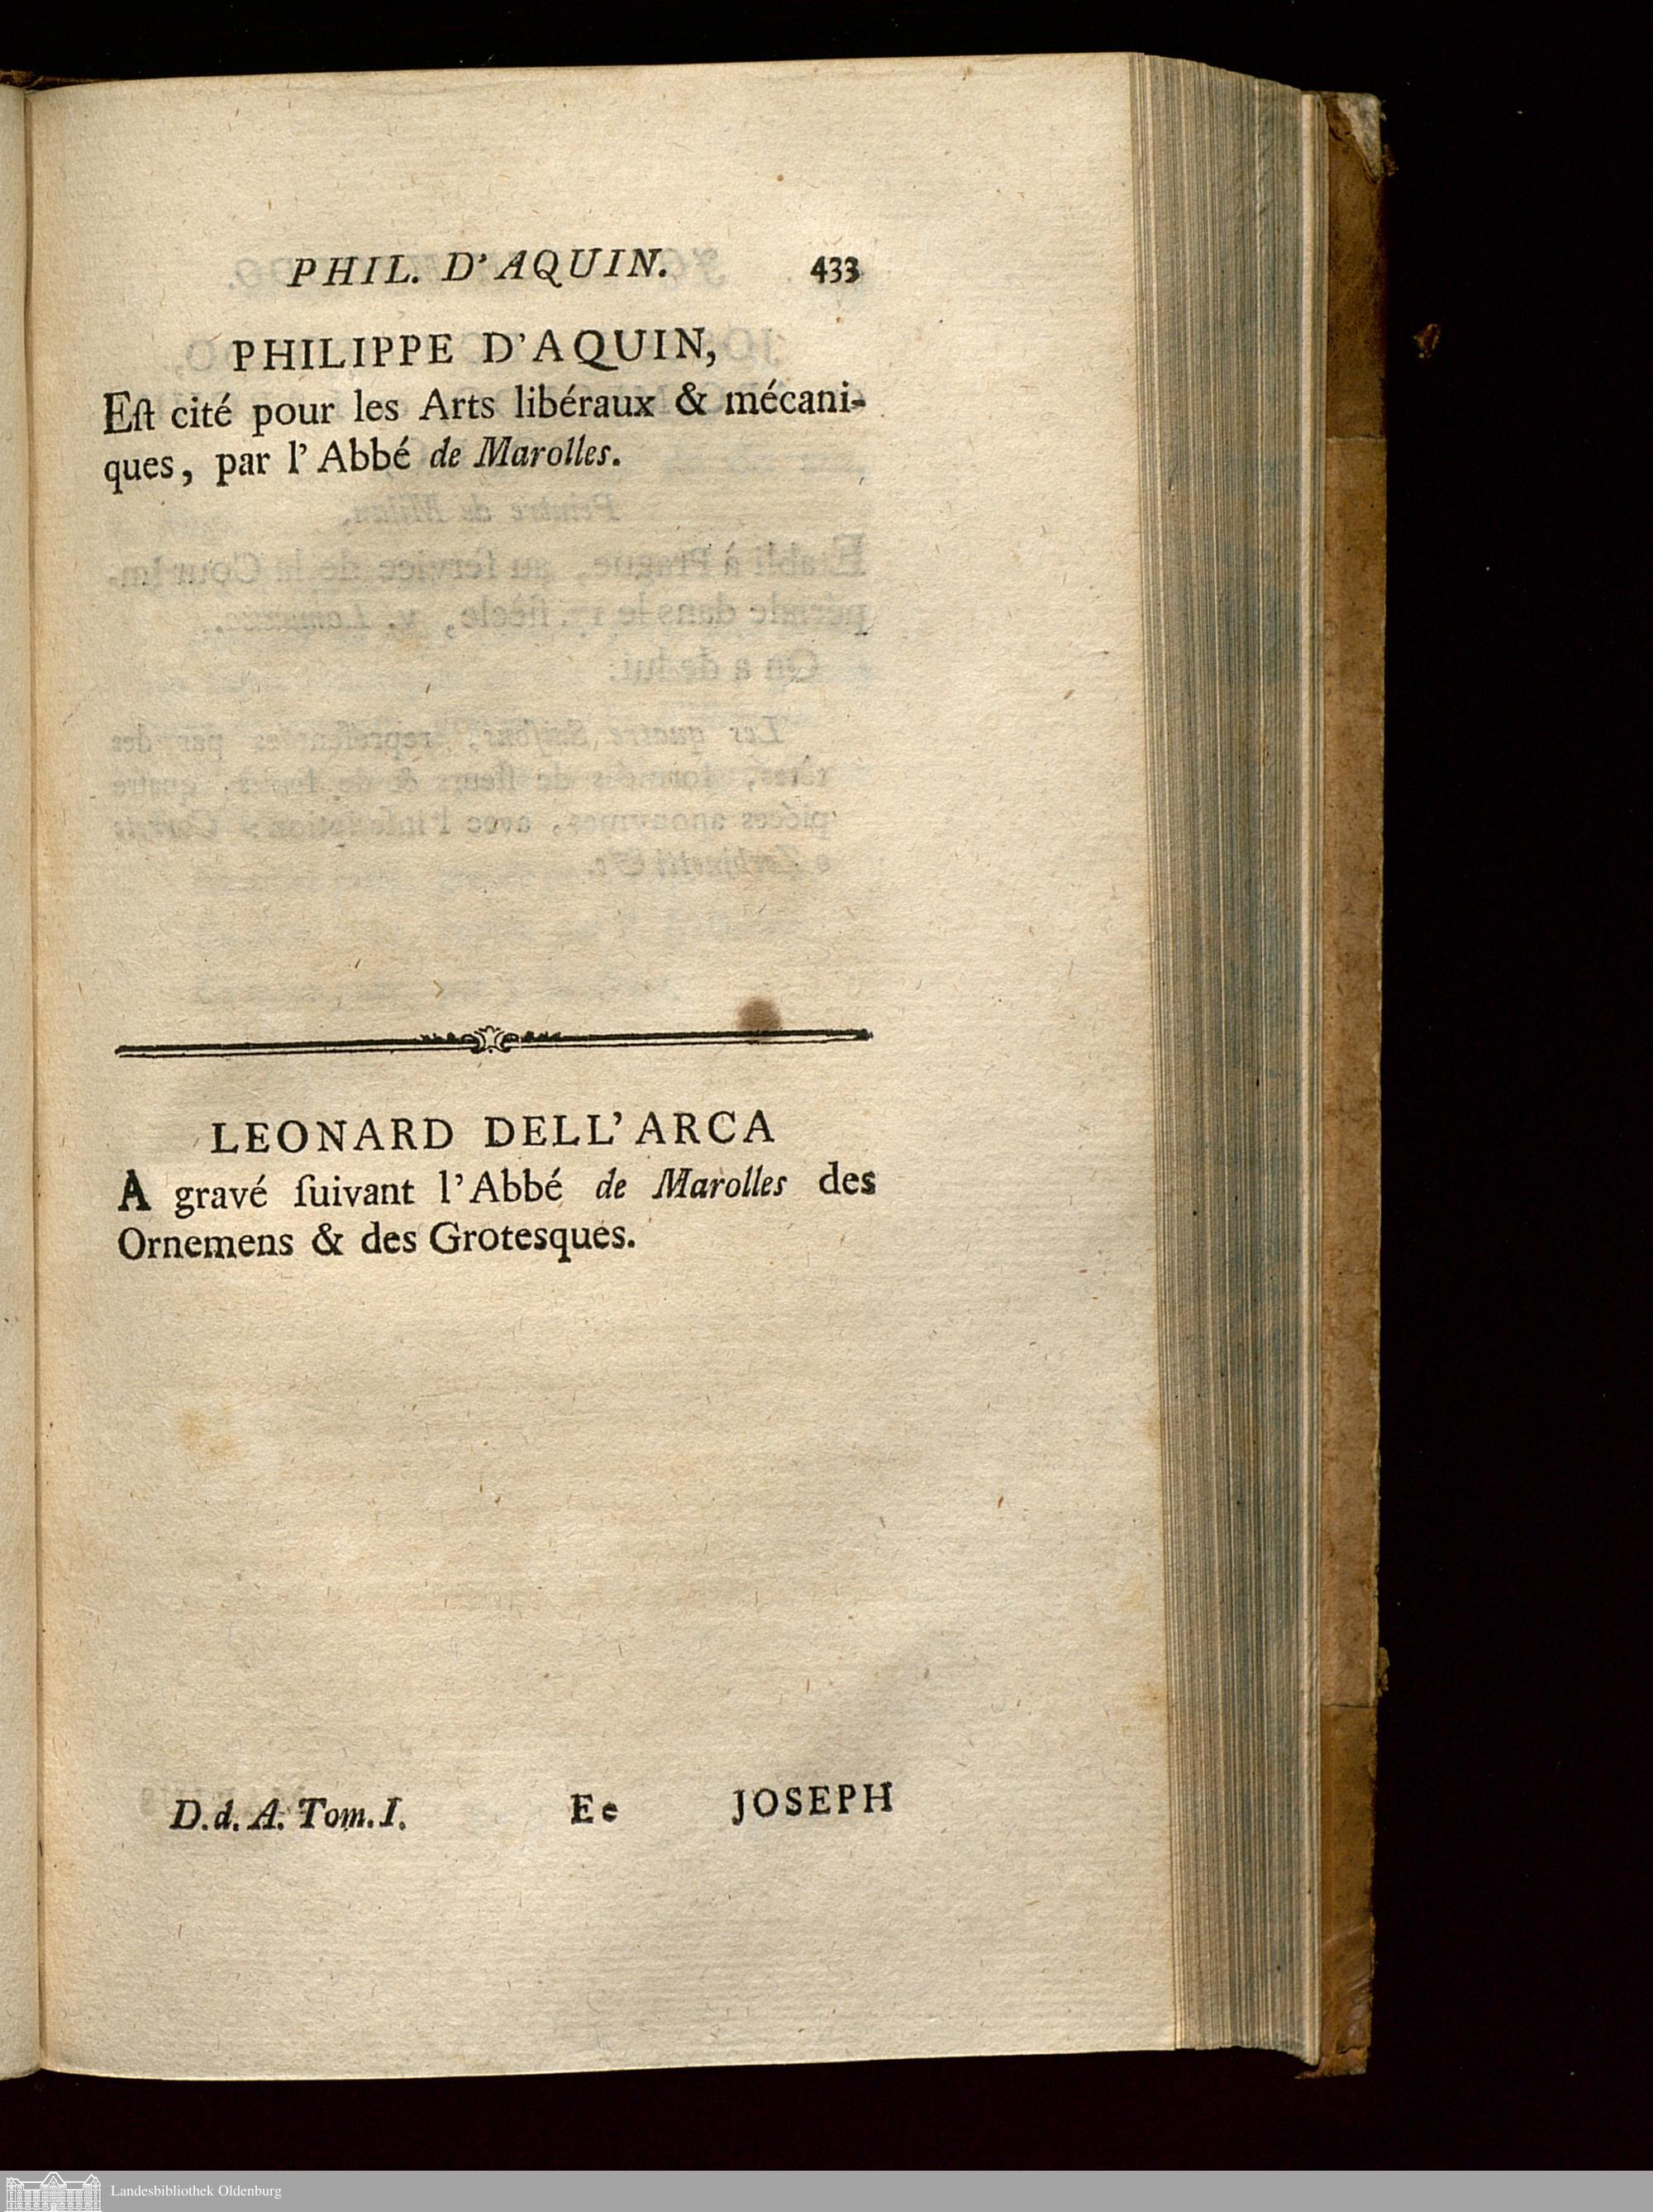 PHIL. D'AQUIN. 433
PHILIPPE D'AQUIN,
Eſt cité pour les Arts libéraux & mécani-
ques, par l'Abbé de Marolles.
LEONARD DELL'ARCA
A gravé ſuivant l'Abbé de Marolles des
Ornemens & des Grotesques.
D. d. A. Tom. I. Ee JOSEPH
Landesbibliothek Oldenburg